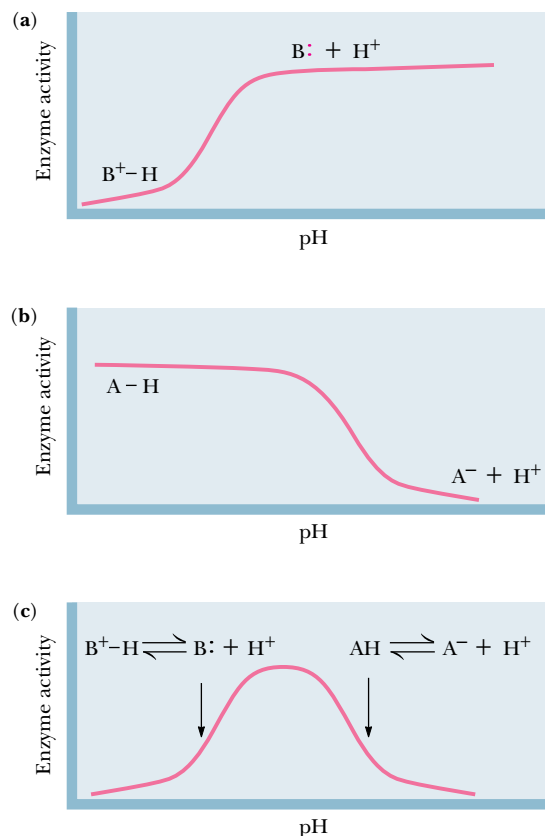 (a)
Enzyme activity
B: + H⁺
B⁺–H
pH
(b)
Enzyme activity
A–H
A⁻ + H⁺
pH
(c)
Enzyme activity
B⁺–H ⇌ B: + H⁺
AH ⇌ A⁻ + H⁺
pH